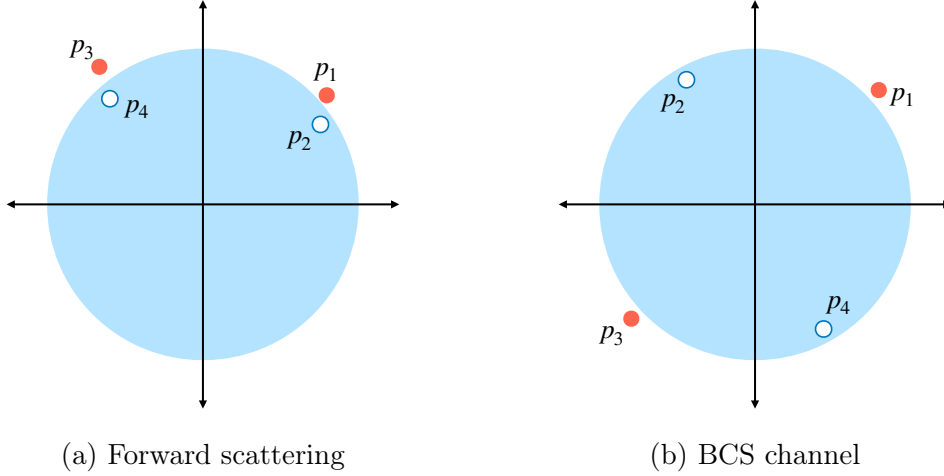 p3
p1
p4
p2
(a) Forward scattering
p2
p1
p4
p3
(b) BCS channel